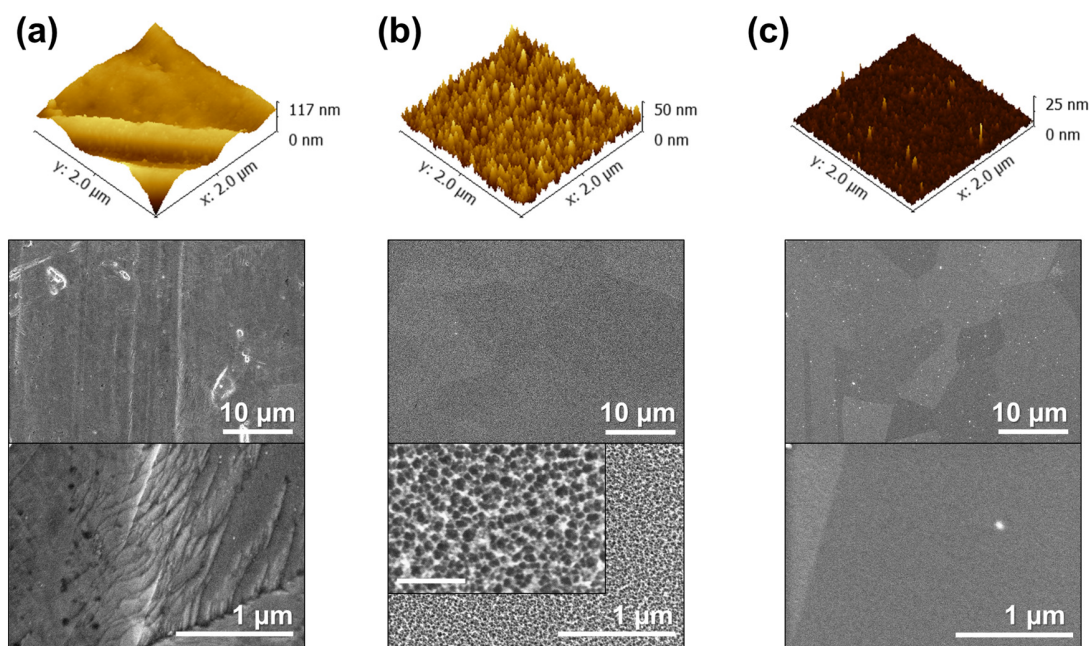 (a)
117 nm
0 nm
y: 2.0 µm
x: 2.0 µm
(b)
50 nm
0 nm
y: 2.0 µm
x: 2.0 µm
(c)
25 nm
0 nm
y: 2.0 µm
x: 2.0 µm
10 µm
10 µm
10 µm
1 µm
1 µm
1 µm